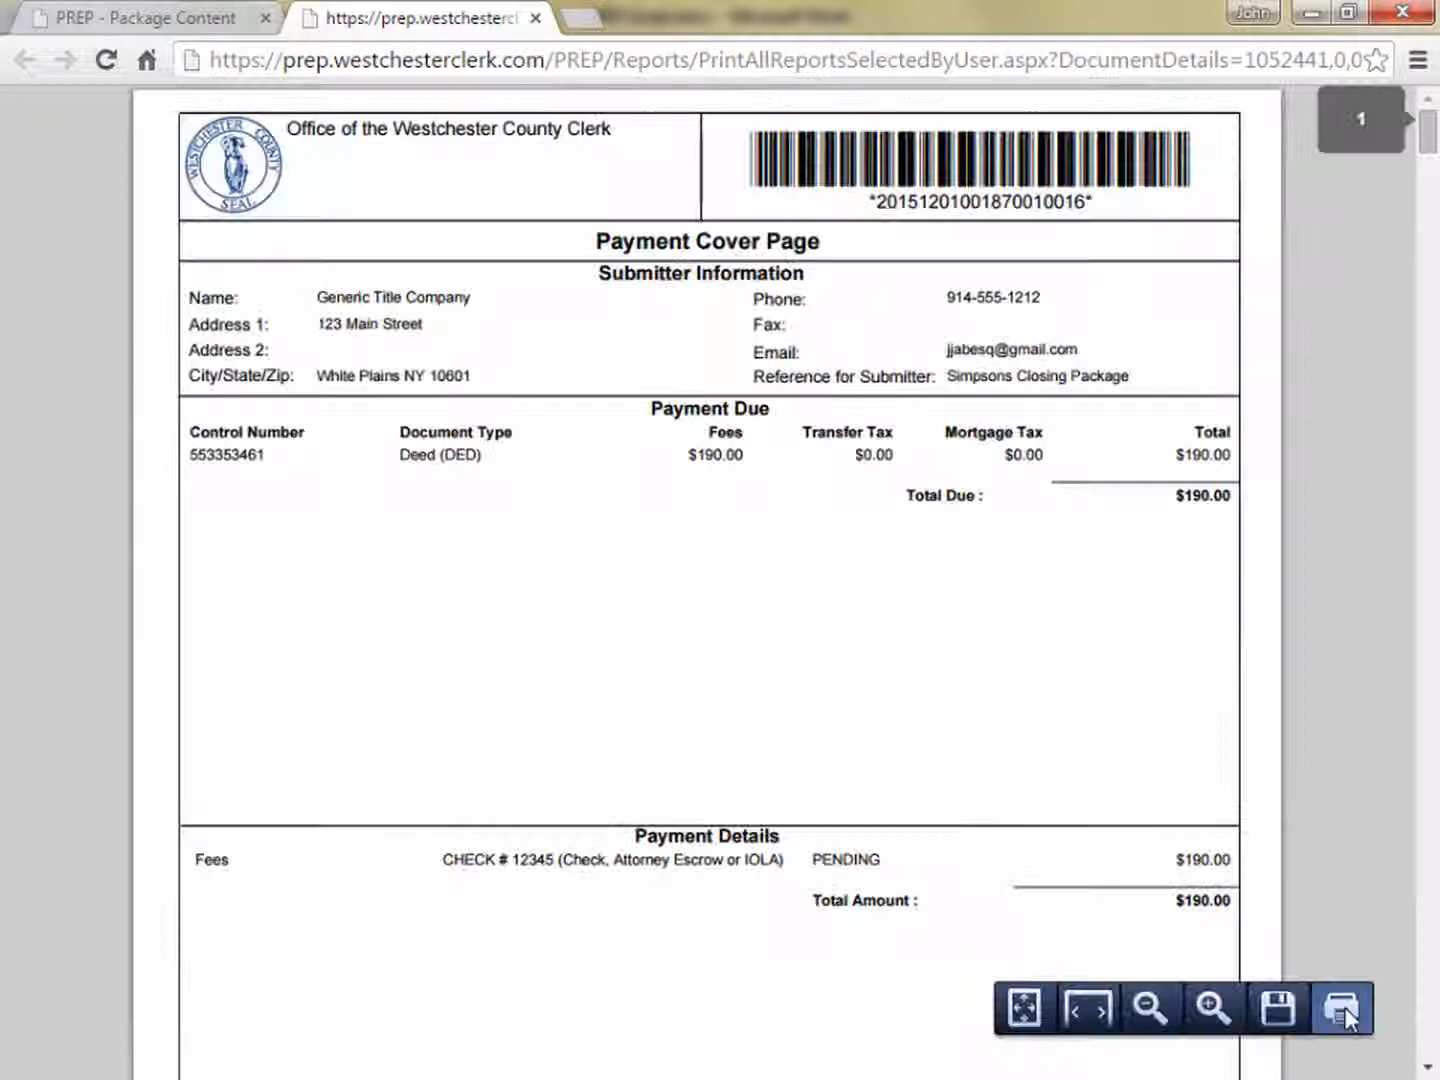 PREP - Package Content
https://prep.westchestercl
John
https://prep.westchesterclerk.com/PREP/Reports/PrintAllReportsSelectedByUser.aspx?DocumentDetails=1052441,0,0
1
WESTCHESTER COUNTY
SEAL
Office of the Westchester County Clerk
*20151201001870010016*
Payment Cover Page
Submitter Information
Name: Generic Title Company Phone: 914-555-1212
Address 1: 123 Main Street Fax:
Address 2: Email: jjabesq@gmail.com
City/State/Zip: White Plains NY 10601 Reference for Submitter: Simpsons Closing Package
Payment Due
Control Number Document Type Fees Transfer Tax Mortgage Tax Total
553353461 Deed (DED) $190.00 $0.00 $0.00 $190.00
Total Due : $190.00
Payment Details
Fees CHECK # 12345 (Check, Attorney Escrow or IOLA) PENDING $190.00
Total Amount : $190.00